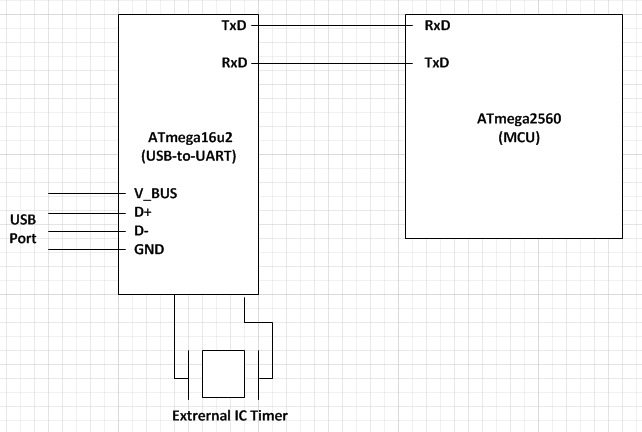 TxD
RxD
RxD
TxD
ATmega16u2
(USB-to-UART)
ATmega2560
(MCU)
USB
Port
V_BUS
D+
D-
GND
Extrernal IC Timer